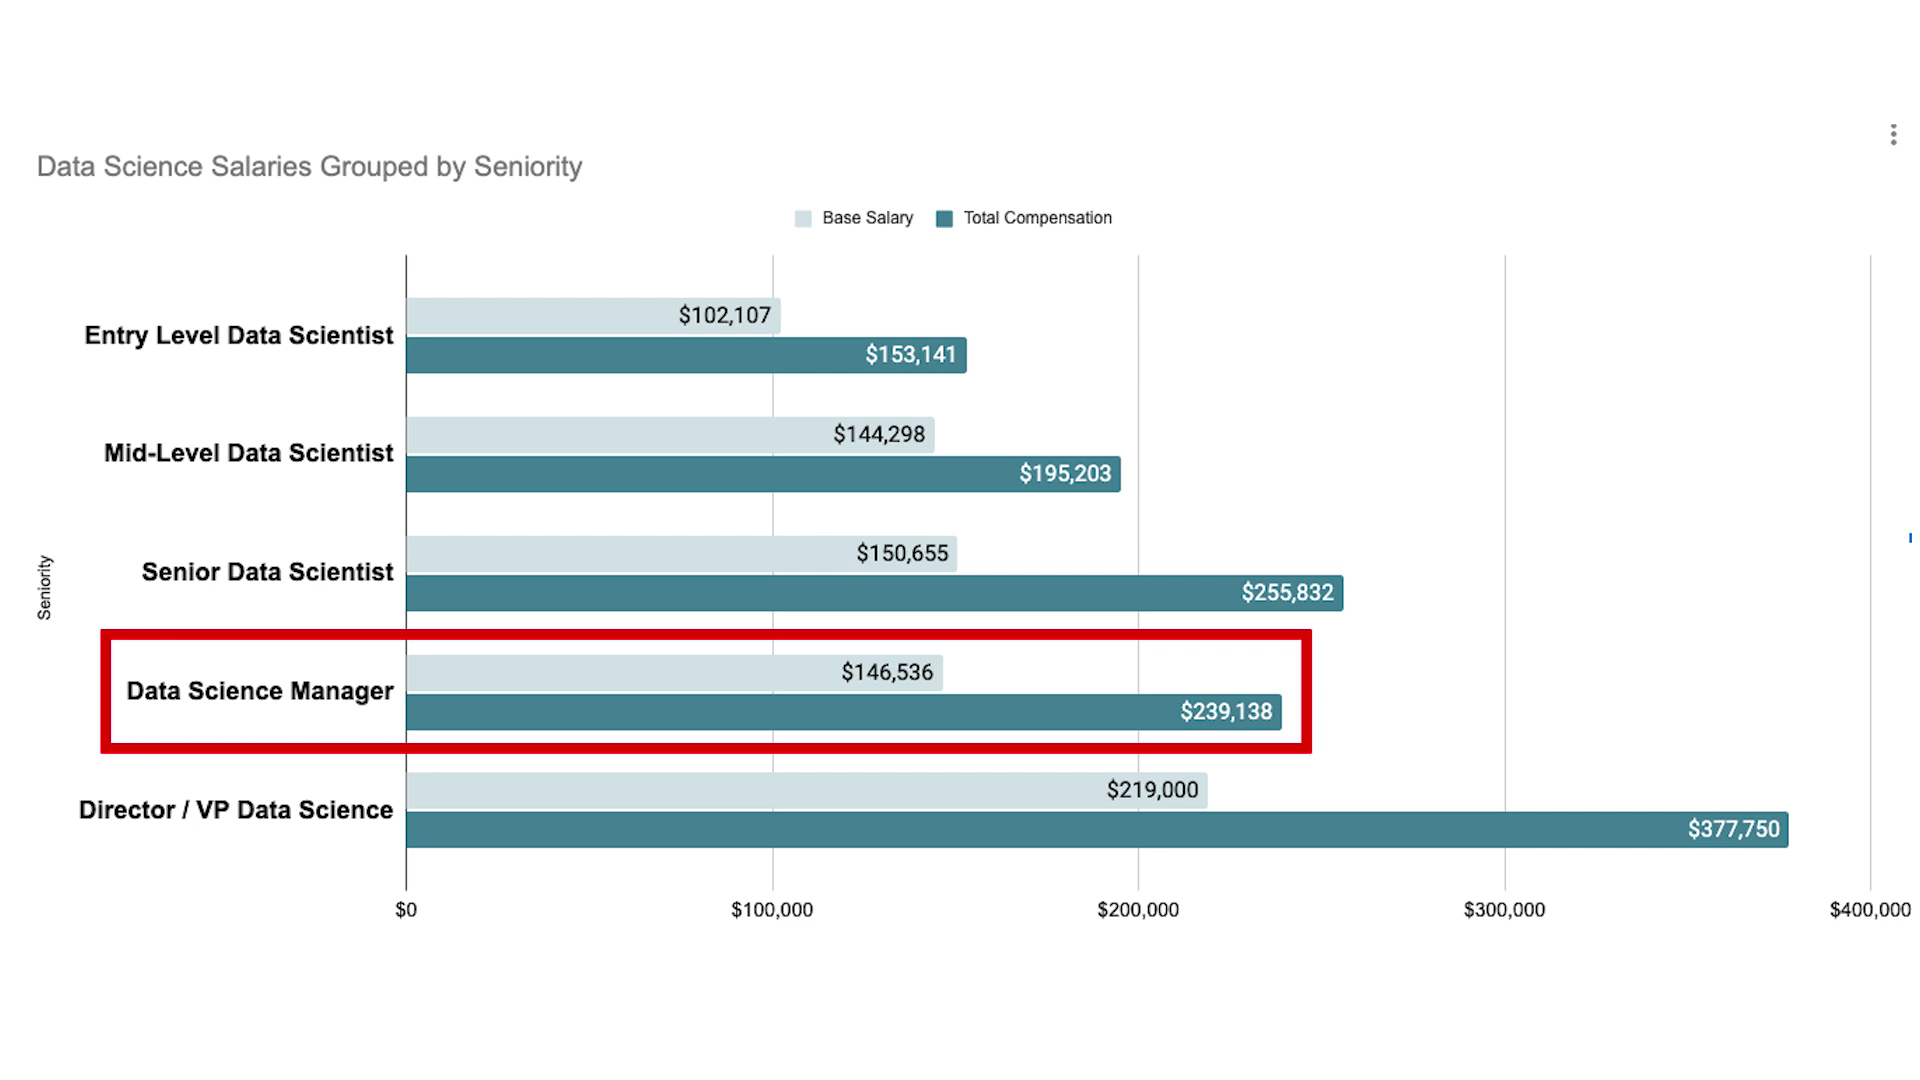 Data Science Salaries Grouped by Seniority
Base Salary Total Compensation
Seniority
Entry Level Data Scientist
$102,107
$153,141
Mid-Level Data Scientist
$144,298
$195,203
Senior Data Scientist
$150,655
$255,832
Data Science Manager
$146,536
$239,138
Director / VP Data Science
$219,000
$377,750
$0 $100,000 $200,000 $300,000 $400,000